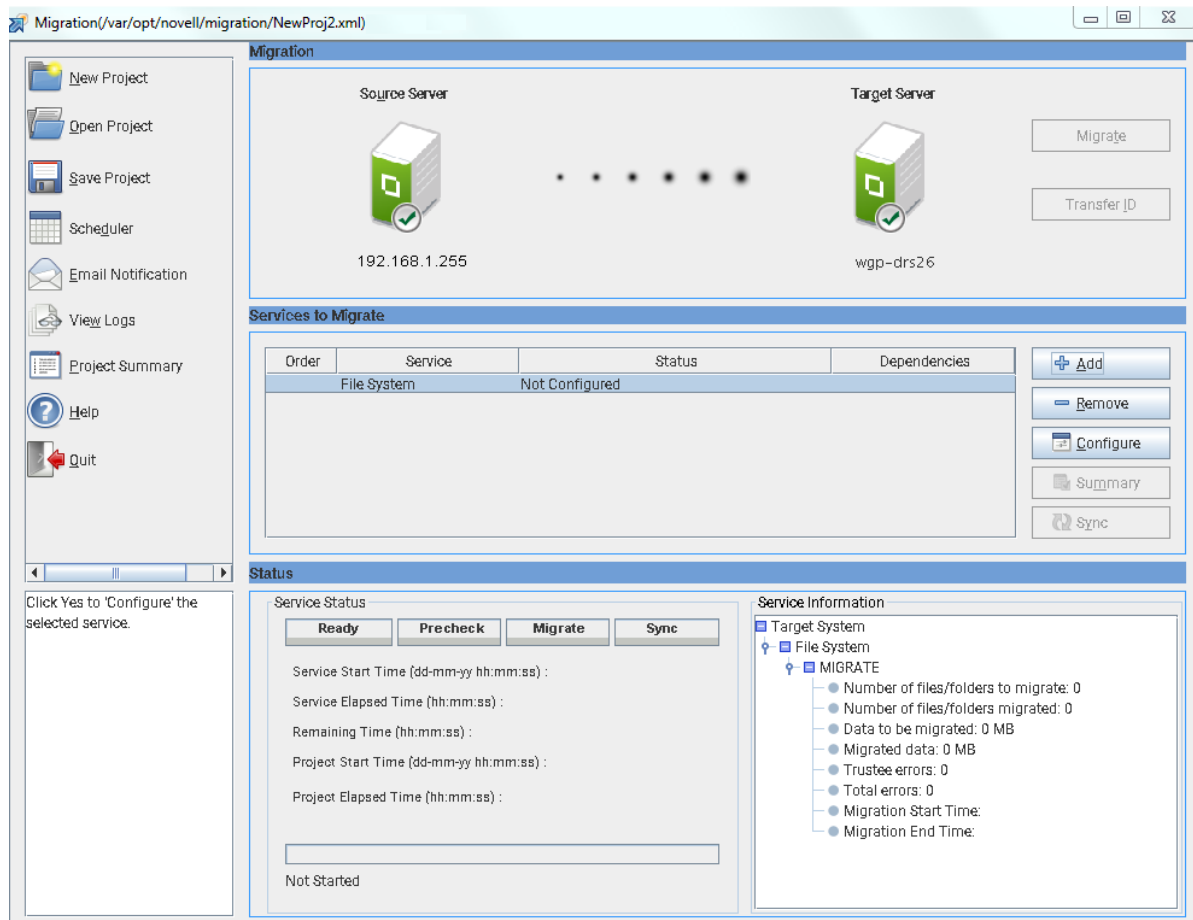 Migration(/var/opt/novell/migration/NewProj2.xml)
New Project
Open Project
Save Project
Scheduler
Email Notification
View Logs
Project Summary
Help
Quit
Click Yes to 'Configure' the
selected service.
Migration
Source Server
Target Server
192.168.1.255
wgp-drs26
Migrate
Transfer ID
Services to Migrate
Order Service Status Dependencies
File System Not Configured
Add
Remove
Configure
Summary
Sync
Status
Service Status
Ready Precheck Migrate Sync
Service Start Time (dd-mm-yy hh:mm:ss) :
Service Elapsed Time (hh:mm:ss) :
Remaining Time (hh:mm:ss) :
Project Start Time (dd-mm-yy hh:mm:ss) :
Project Elapsed Time (hh:mm:ss) :
Not Started
Service Information
Target System
File System
MIGRATE
Number of files/folders to migrate: 0
Number of files/folders migrated: 0
Data to be migrated: 0 MB
Migrated data: 0 MB
Trustee errors: 0
Total errors: 0
Migration Start Time:
Migration End Time: